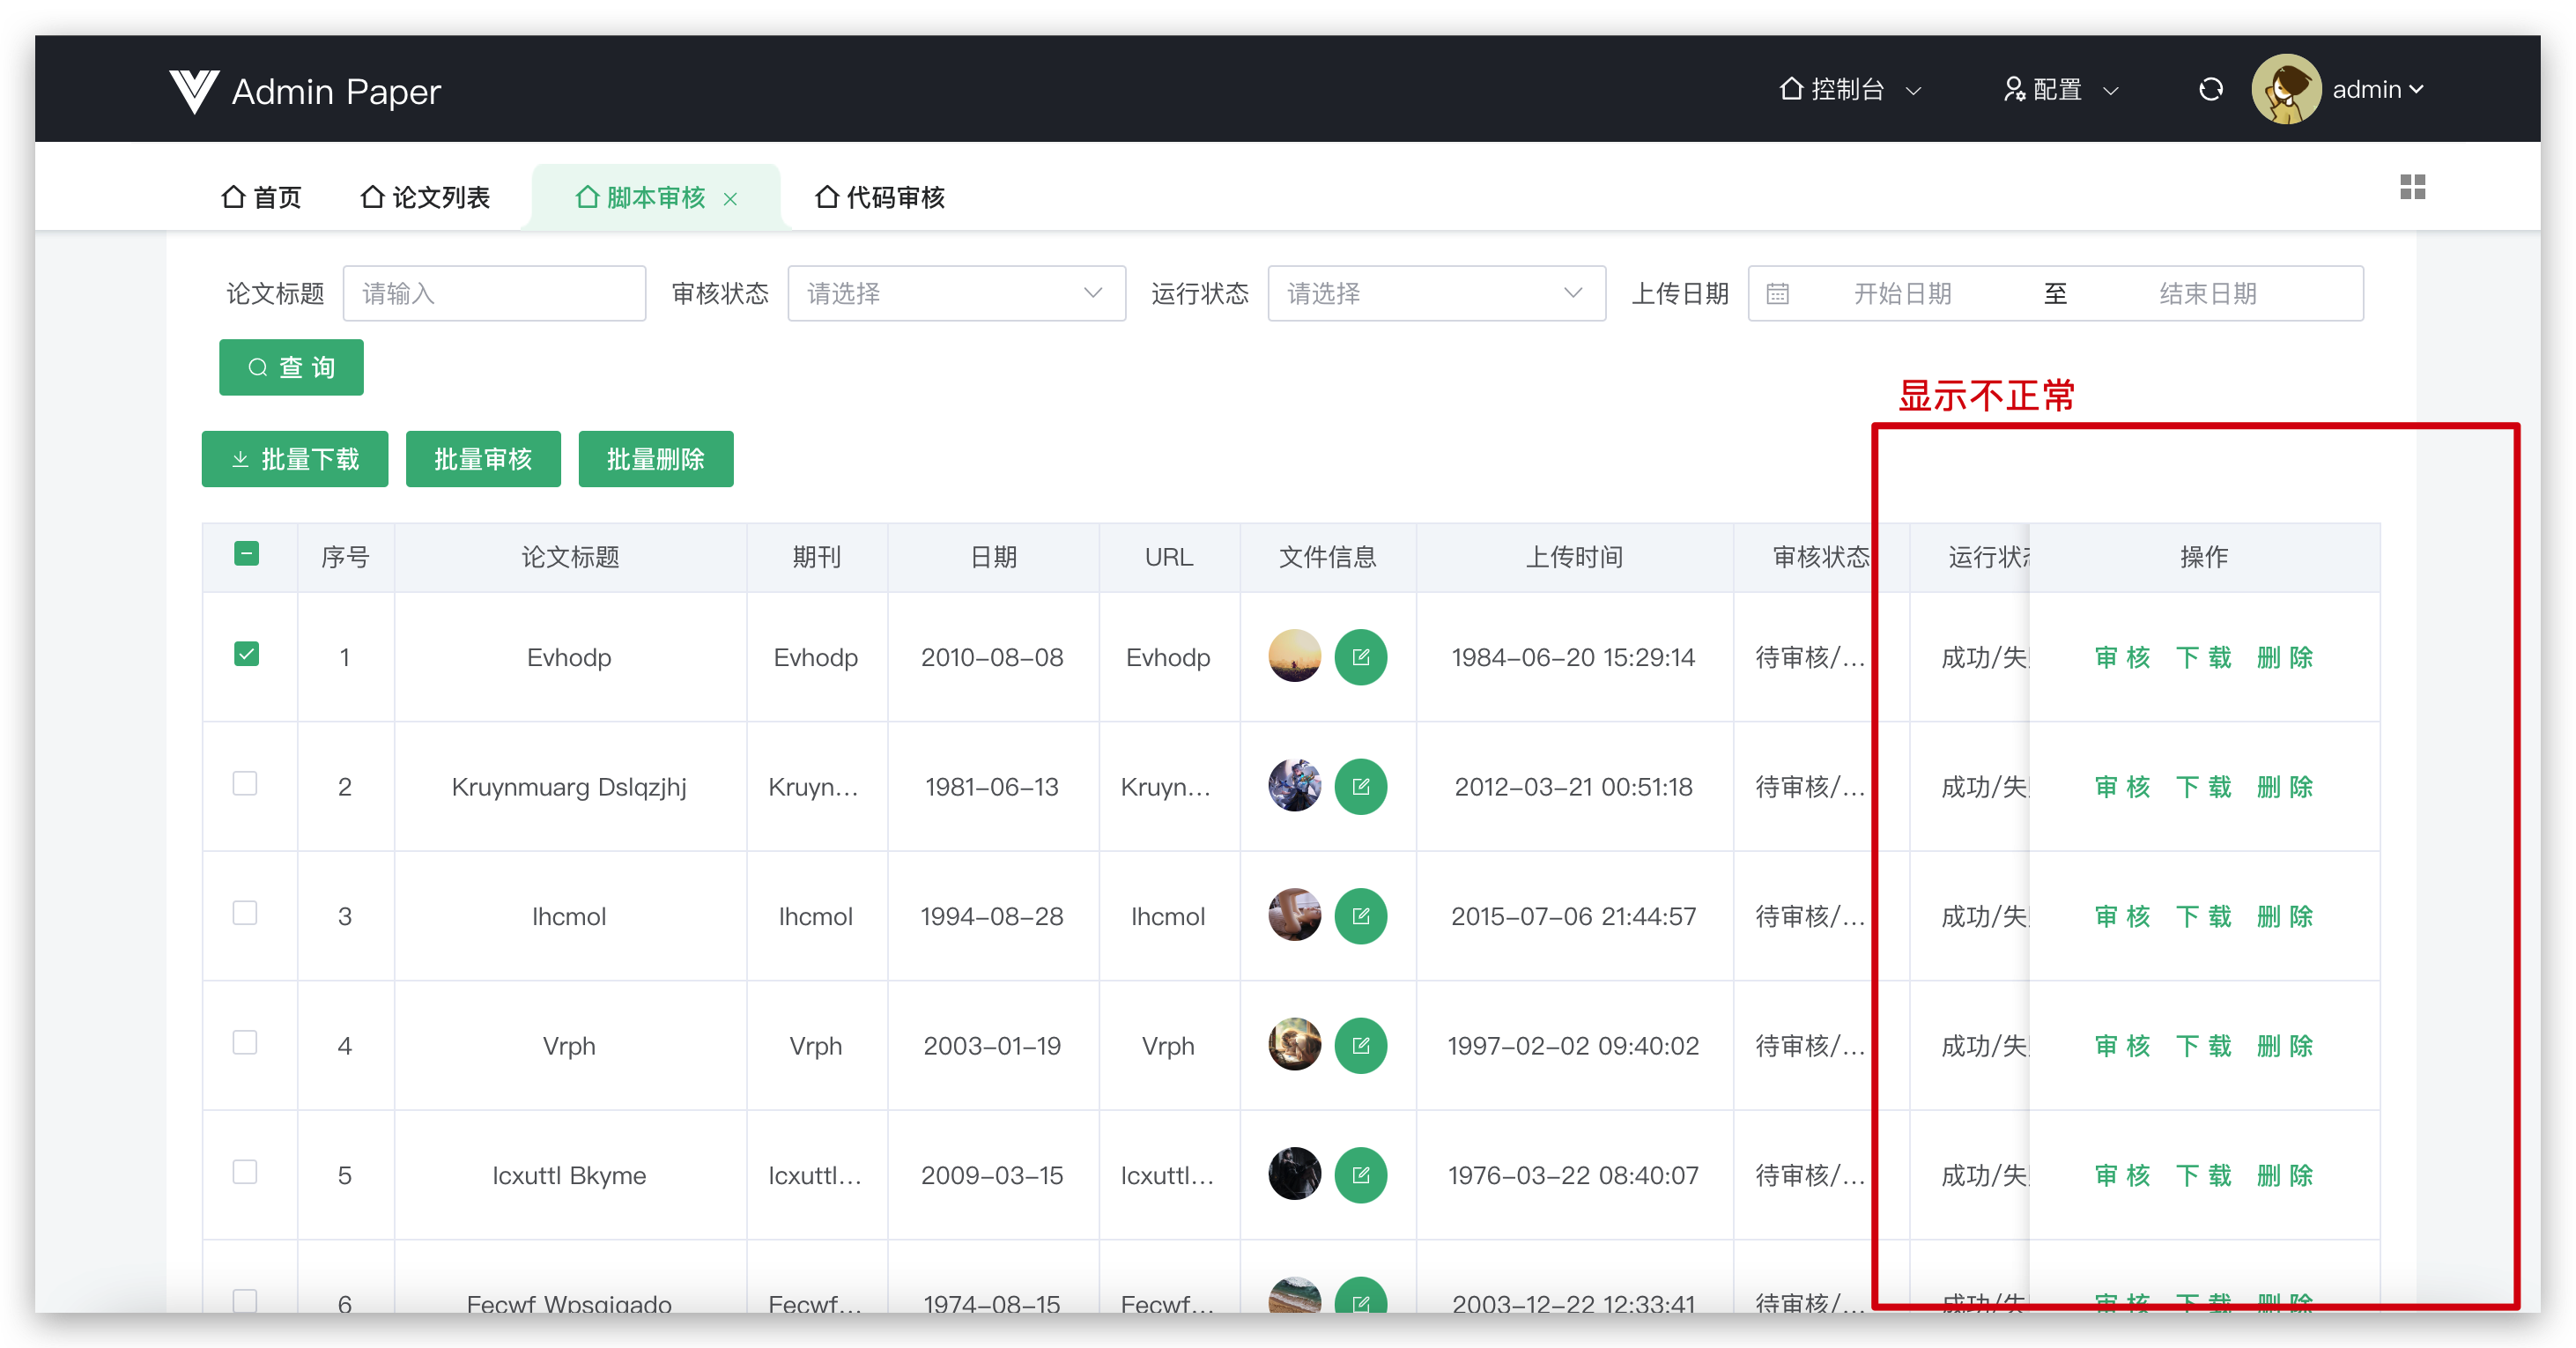 Admin Paper 控制台 配置 admin
首页 论文列表 脚本审核 代码审核
论文标题 请输入 审核状态 请选择 运行状态 请选择 上传日期 开始日期 至 结束日期
查 询
显示不正常
批量下载 批量审核 批量删除
序号 论文标题 期刊 日期 URL 文件信息 上传时间 审核状态 运行状态 操作
1 Evhodp Evhodp 2010-08-08 Evhodp 1984-06-20 15:29:14 待审核/... 成功/失 审 核 下 载 删 除
2 Kruynmuarg Dslqzjhj Kruyn... 1981-06-13 Kruyn... 2012-03-21 00:51:18 待审核/... 成功/失 审 核 下 载 删 除
3 Ihcmol Ihcmol 1994-08-28 Ihcmol 2015-07-06 21:44:57 待审核/... 成功/失 审 核 下 载 删 除
4 Vrph Vrph 2003-01-19 Vrph 1997-02-02 09:40:02 待审核/... 成功/失 审 核 下 载 删 除
5 Icxuttl Bkyme Icxuttl... 2009-03-15 Icxuttl... 1976-03-22 08:40:07 待审核/... 成功/失 审 核 下 载 删 除
6 Fecwf Wpsgigado Fecwf... 1974-08-15 Fecwf... 2003-12-22 12:33:41 待审核/... 成功/失 审 核 下 载 删 除